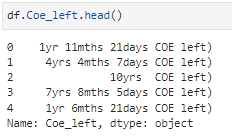 df.Coe_left.head()
0    1yr 11mths 21days COE left)
1    4yrs 4mths 7days COE left)
2    10yrs  COE left)
3    7yrs 8mths 5days COE left)
4    1yr 6mths 21days COE left)
Name: Coe_left, dtype: object